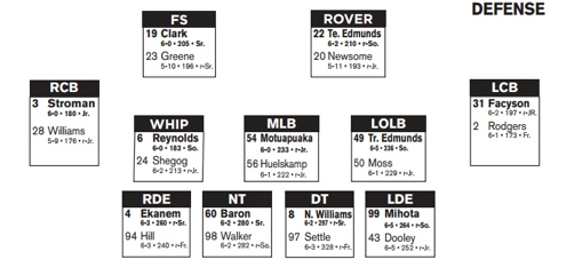 DEFENSE
FS
19 Clark
6-0 • 205 • Sr.
23 Greene
5-10 • 196 • r-Sr.
ROVER
22 Te. Edmunds
6-2 • 210 • r-So.
20 Newsome
5-11 • 193 • r-Jr.
RCB
3 Stroman
6-0 • 180 • Jr.
28 Williams
5-9 • 176 • r-Jr.
LCB
31 Facyson
6-2 • 197 • r-JR.
2 Rodgers
6-1 • 173 • Fr.
WHIP
6 Reynolds
6-0 • 183 • So.
24 Shegog
6-2 • 213 • r-Jr.
MLB
54 Motuapuaka
6-0 • 233 • r-Jr.
56 Huelskamp
6-1 • 222 • r-Jr.
LOLB
49 Tr. Edmunds
6-5 • 236 • So.
50 Moss
6-1 • 229 • r-Jr.
RDE
4 Ekanem
6-3 • 260 • r-Sr.
94 Hill
6-3 • 240 • r-Fr.
NT
60 Baron
6-2 • 280 • Sr.
98 Walker
6-2 • 282 • r-So.
DT
8 N. Williams
6-2 • 297 • r-Sr.
97 Settle
6-3 • 328 • r-Fr.
LDE
99 Mihota
6-5 • 264 • r-So.
43 Dooley
6-5 • 252 • r-Jr.